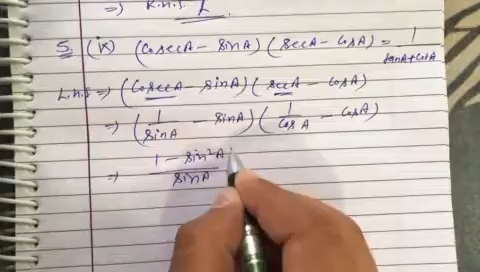 ⇒ R.H.S.
5. (ix) (CosecA – SinA) (SecA – CosA) = 1/tanA+CotA
L.H.S ⇒ (CosecA – SinA) (SecA – CosA)
⇒ (1/SinA – SinA) (1/CosA – CosA)
⇒ 1 – Sin²A/SinA